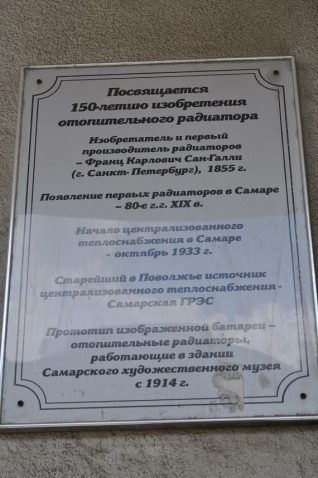 Посвящается
150-летию изобретения
отопительного радиатора
Изобретатель и первый
производитель радиаторов
– Франц Карлович Сан-Галли
(г. Санкт- Петербург), 1855 г.
Появление первых радиаторов в Самаре
– 80-е г.г. XIX в.
Начало централизованного
теплоснабжения в Самаре
- октябрь 1933 г.
Старейший в Поволжье источник
централизованного теплоснабжения -
Самарская ГРЭС
Прототип изображенной батареи –
отопительные радиаторы,
работающие в здании
Самарского художественного музея
с 1914 г.